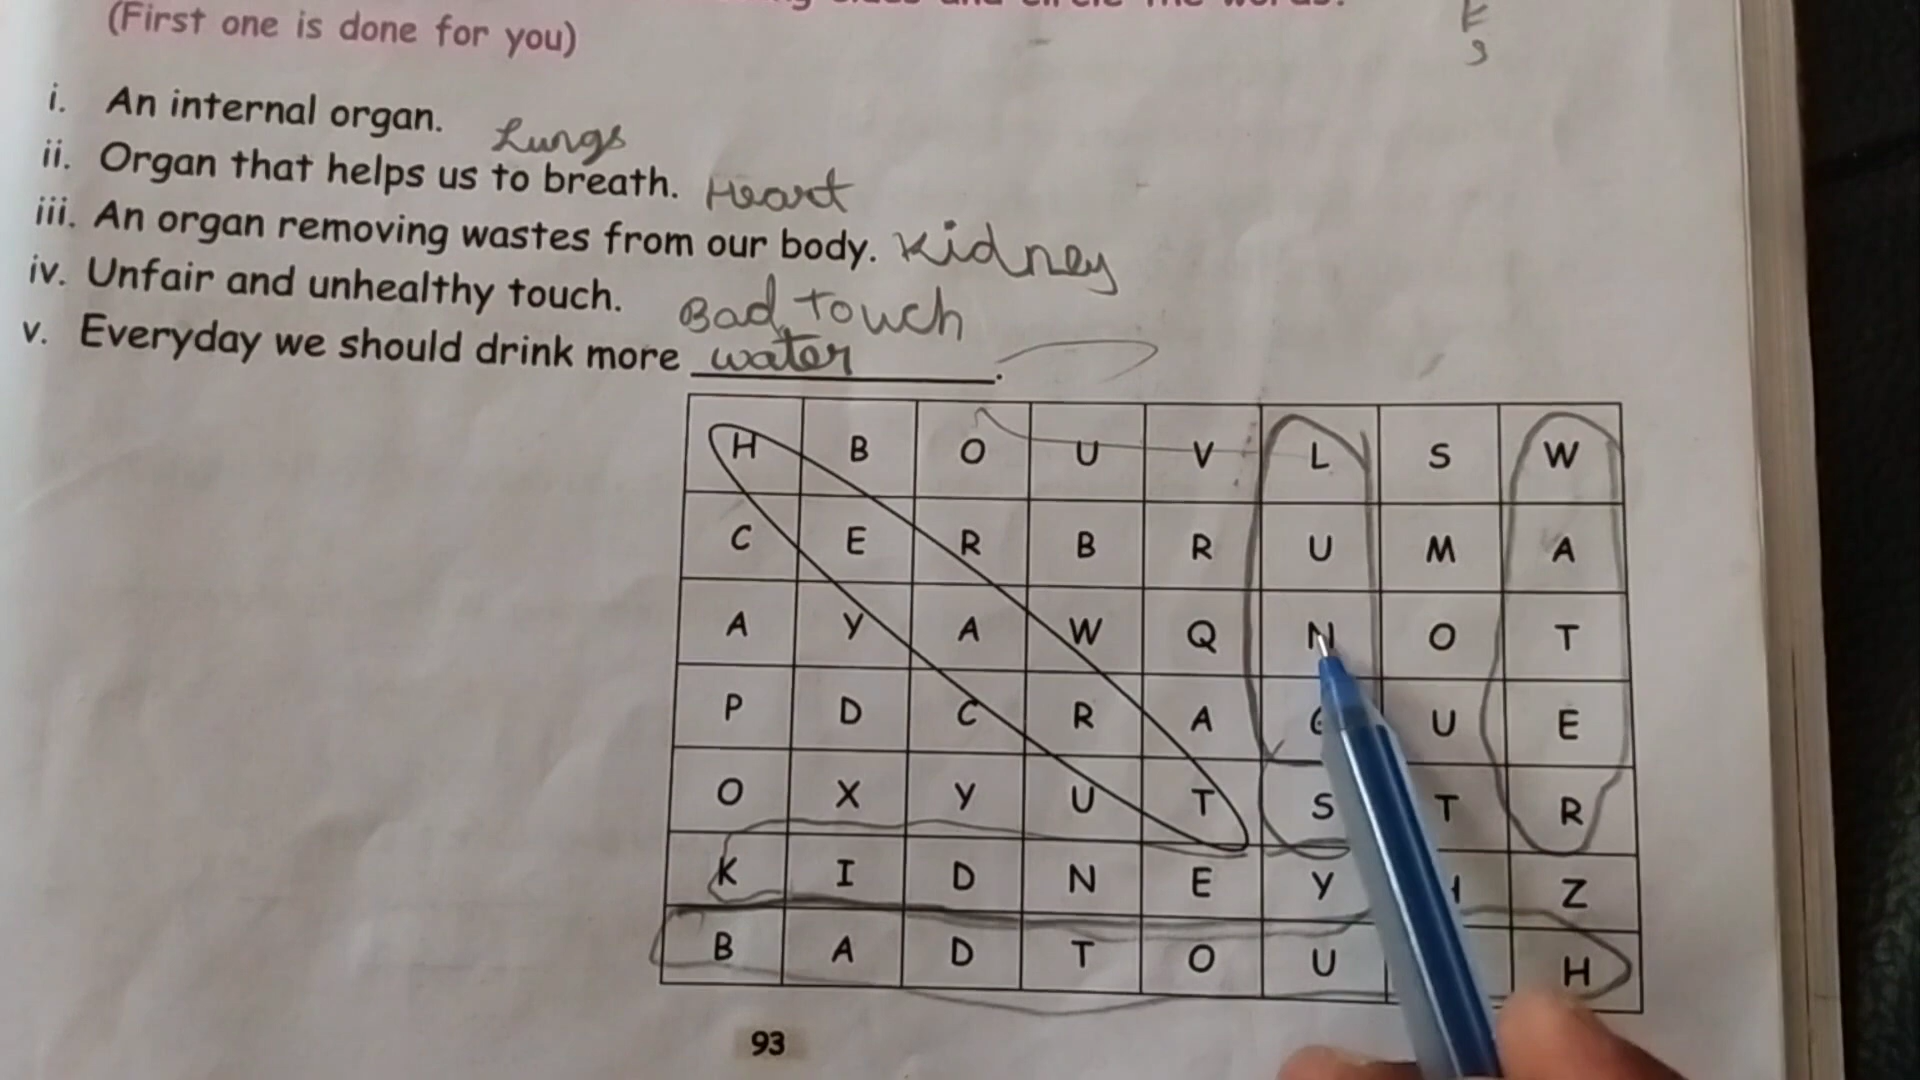 (First one is done for you)
i. An internal organ. Lungs
ii. Organ that helps us to breath. Heart
iii. An organ removing wastes from our body. Kidney
iv. Unfair and unhealthy touch. Bad Touch
v. Everyday we should drink more water.
H B O U V L S W
C E R B R U M A
A Y A W Q N O T
P D C R A G U E
O X Y U T S T R
K I D N E Y Z
B A D T O U H
93